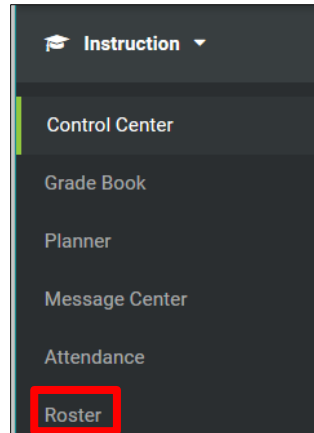 Instruction
Control Center
Grade Book
Planner
Message Center
Attendance
Roster